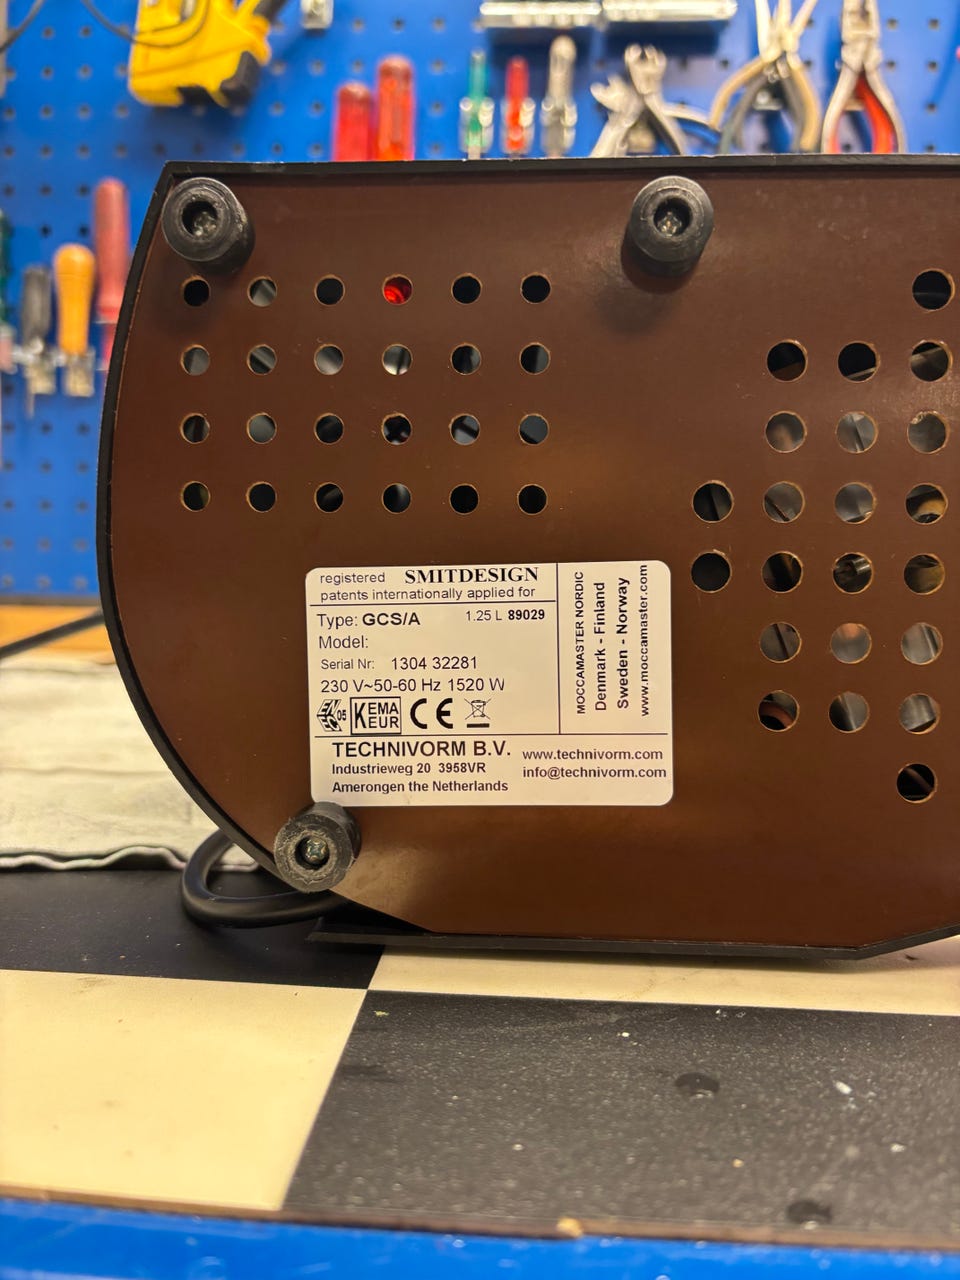 registered SMITDESIGN
patents internationally applied for
Type: GCS/A 1.25 L 89029
Model:
Serial Nr: 1304 32281
230 V~50-60 Hz 1520 W
05 KEMA
KEUR CE
MOCCAMASTER NORDIC
Denmark - Finland
Sweden - Norway
www.moccamaster.com
TECHNIVORM B.V.
Industrieweg 20 3958VR
Amerongen the Netherlands
www.technivorm.com
info@technivorm.com